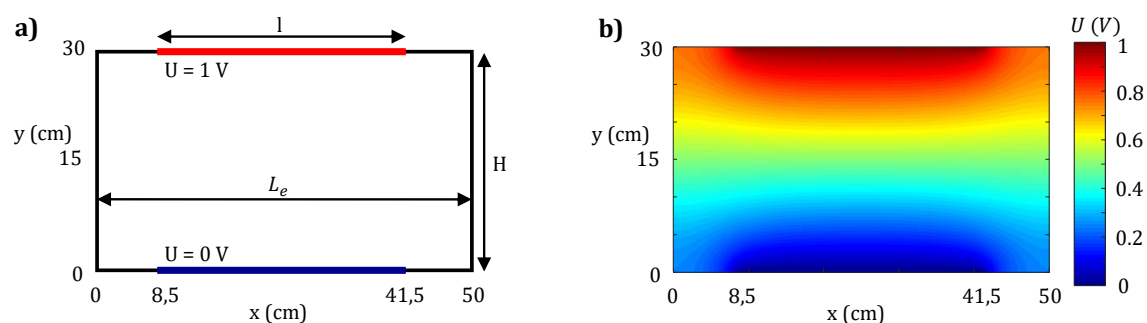 a)
l
30
U = 1 V
y (cm)
15
H
L_e
U = 0 V
0
0 8,5 41,5 50
x (cm)
b)
U (V)
30
1
0.8
y (cm)
0.6
15
0.4
0.2
0
0
0 8,5 41,5 50
x (cm)